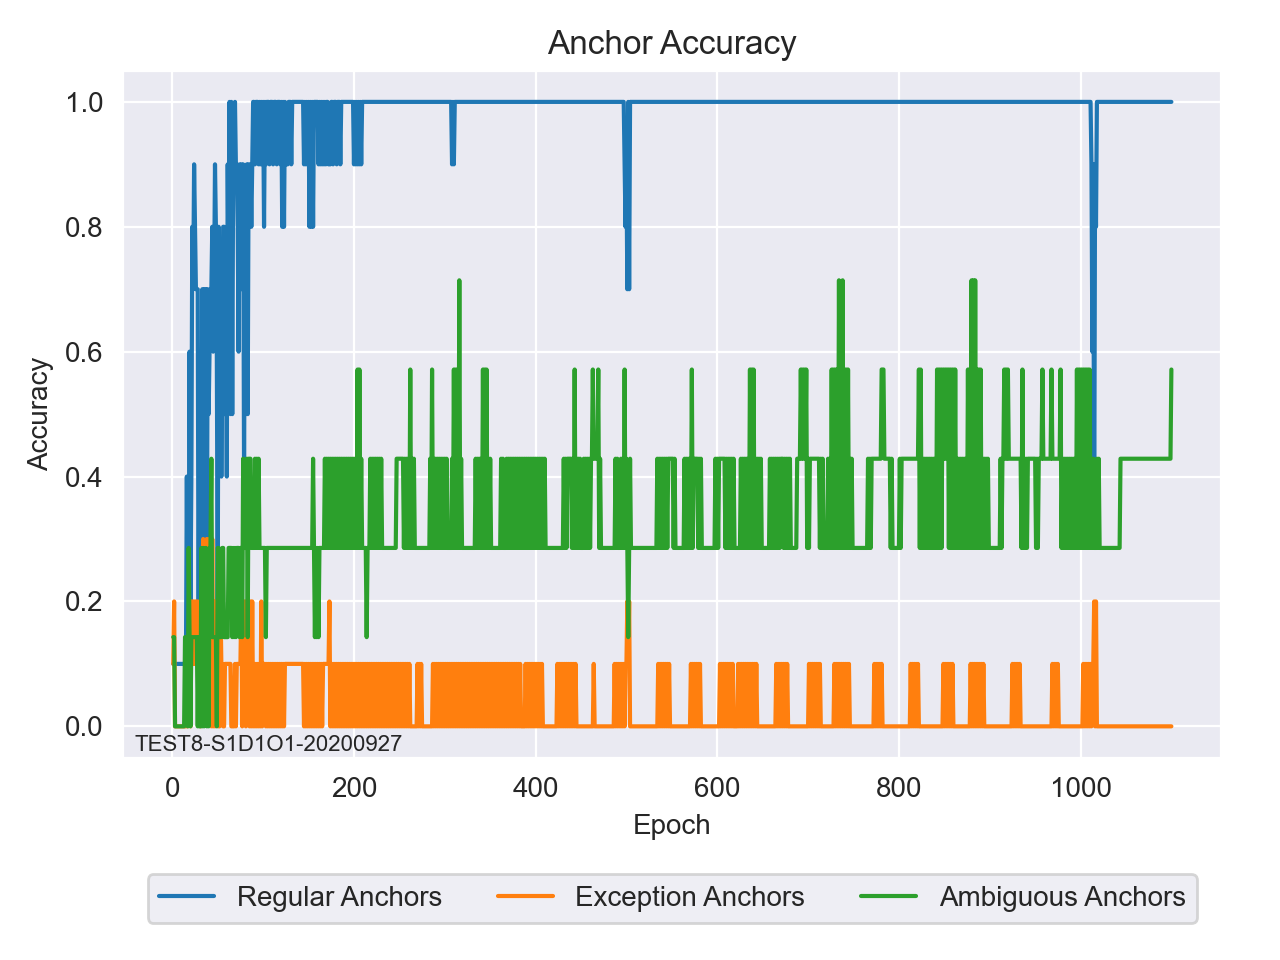 Anchor Accuracy
1.0
0.8
0.6
0.4
0.2
0.0
Accuracy
TEST8-S1D1O1-20200927
0 200 400 600 800 1000
Epoch
Regular Anchors Exception Anchors Ambiguous Anchors